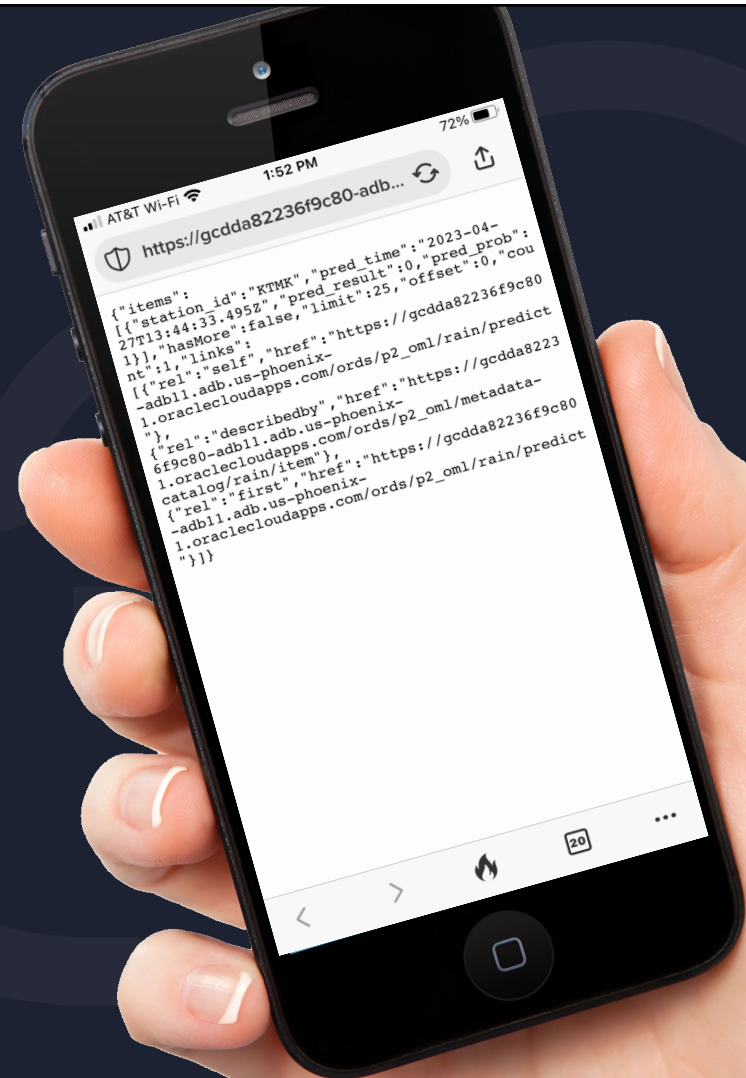 AT&T Wi-Fi 1:52 PM 72%
https://gcdda82236f9c80-adb...
{"items":
[{"station_id":"KTMK","pred_time":"2023-04-
27T13:44:33.495Z","pred_result":0,"pred_prob":
1}],"hasMore":false,"limit":25,"offset":0,"cou
nt":1,"links":
[{"rel":"self","href":"https://gcdda82236f9c80
-adb11.adb.us-phoenix-
1.oraclecloudapps.com/ords/p2_oml/rain/predict
"},
{"rel":"describedby","href":"https://gcdda8223
6f9c80-adb11.adb.us-phoenix-
1.oraclecloudapps.com/ords/p2_oml/metadata-
catalog/rain/item"},
{"rel":"first","href":"https://gcdda82236f9c80
-adb11.adb.us-phoenix-
1.oraclecloudapps.com/ords/p2_oml/rain/predict
"}]}
20